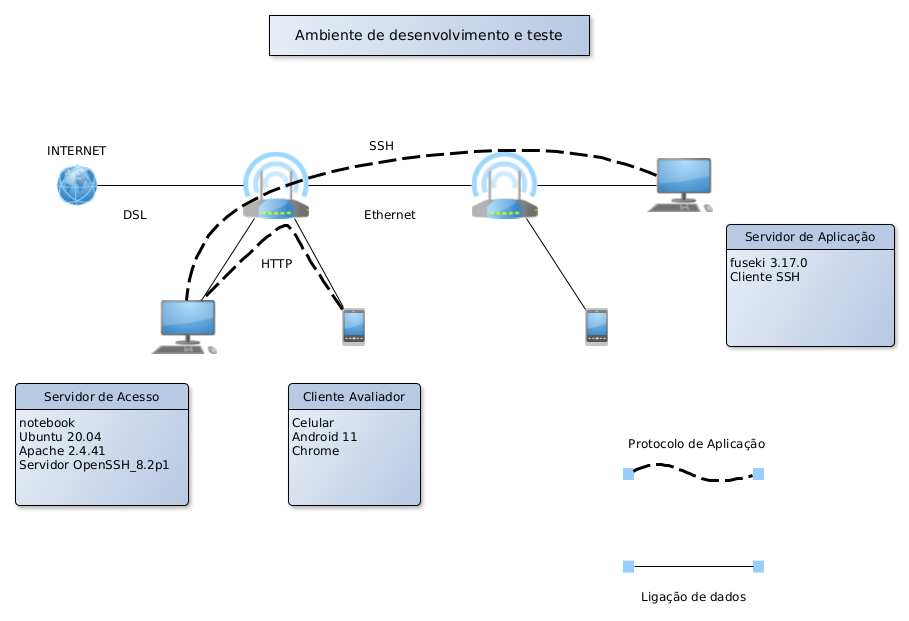 Ambiente de desenvolvimento e teste
SSH
INTERNET
DSL
Ethernet
HTTP
Servidor de Aplicação
fuseki 3.17.0
Cliente SSH
Servidor de Acesso
notebook
Ubuntu 20.04
Apache 2.4.41
Servidor OpenSSH_8.2p1
Cliente Avaliador
Celular
Android 11
Chrome
Protocolo de Aplicação
Ligação de dados